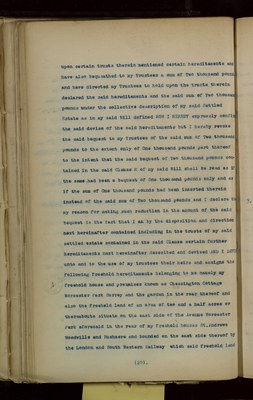 upon certain trusts therein mentioned certain hereditaments and
have also bequeathed to my Trustees a sum of Two thousand pounds
and have directed my Trustees to hold upon the trusts therein
declared the said hereditaments and the said sum of Two thousand
pounds under the collective description of my said Settled
Estate as in my Will defined NOW I DIRECT expressly
the said devise of the said hereditaments but I hereby revoke
the said bequest to my Trustees of the said sum of Two thousand
pounds to the extent only of One thousand pounds part thereof
to the intent that the said bequest of Two thousand pounds con-
tained in the said Clause 6 of my said Will shall be read as if
the same had been a bequest of One thousand pounds only and as
if the sum of One thousand pounds had been inserted therein
instead of the said sum of Two thousand pounds and I declare that
my reason for making such reduction in the amount of the said
bequest is the fact that I am by the disposition and direction
next hereinafter contained including in the trusts of my said
settled estate contained in the said Clause certain further
hereditaments next hereinafter described and devised AND I
unto and to the use of my Trustees their heirs and assigns the
following freehold hereditaments belonging to me namely my
freehold house and premises known as Cottage
Worcester Park Surrey and the garden in the rear thereof and
also the freehold land of an area of two and a half acres or
thereabouts situate on the east side of The Avenue Worcester
Park aforesaid in the rear of my freehold houses
Woodville and and bounded on the east side thereof by
the London and South Western Railway which said freehold land